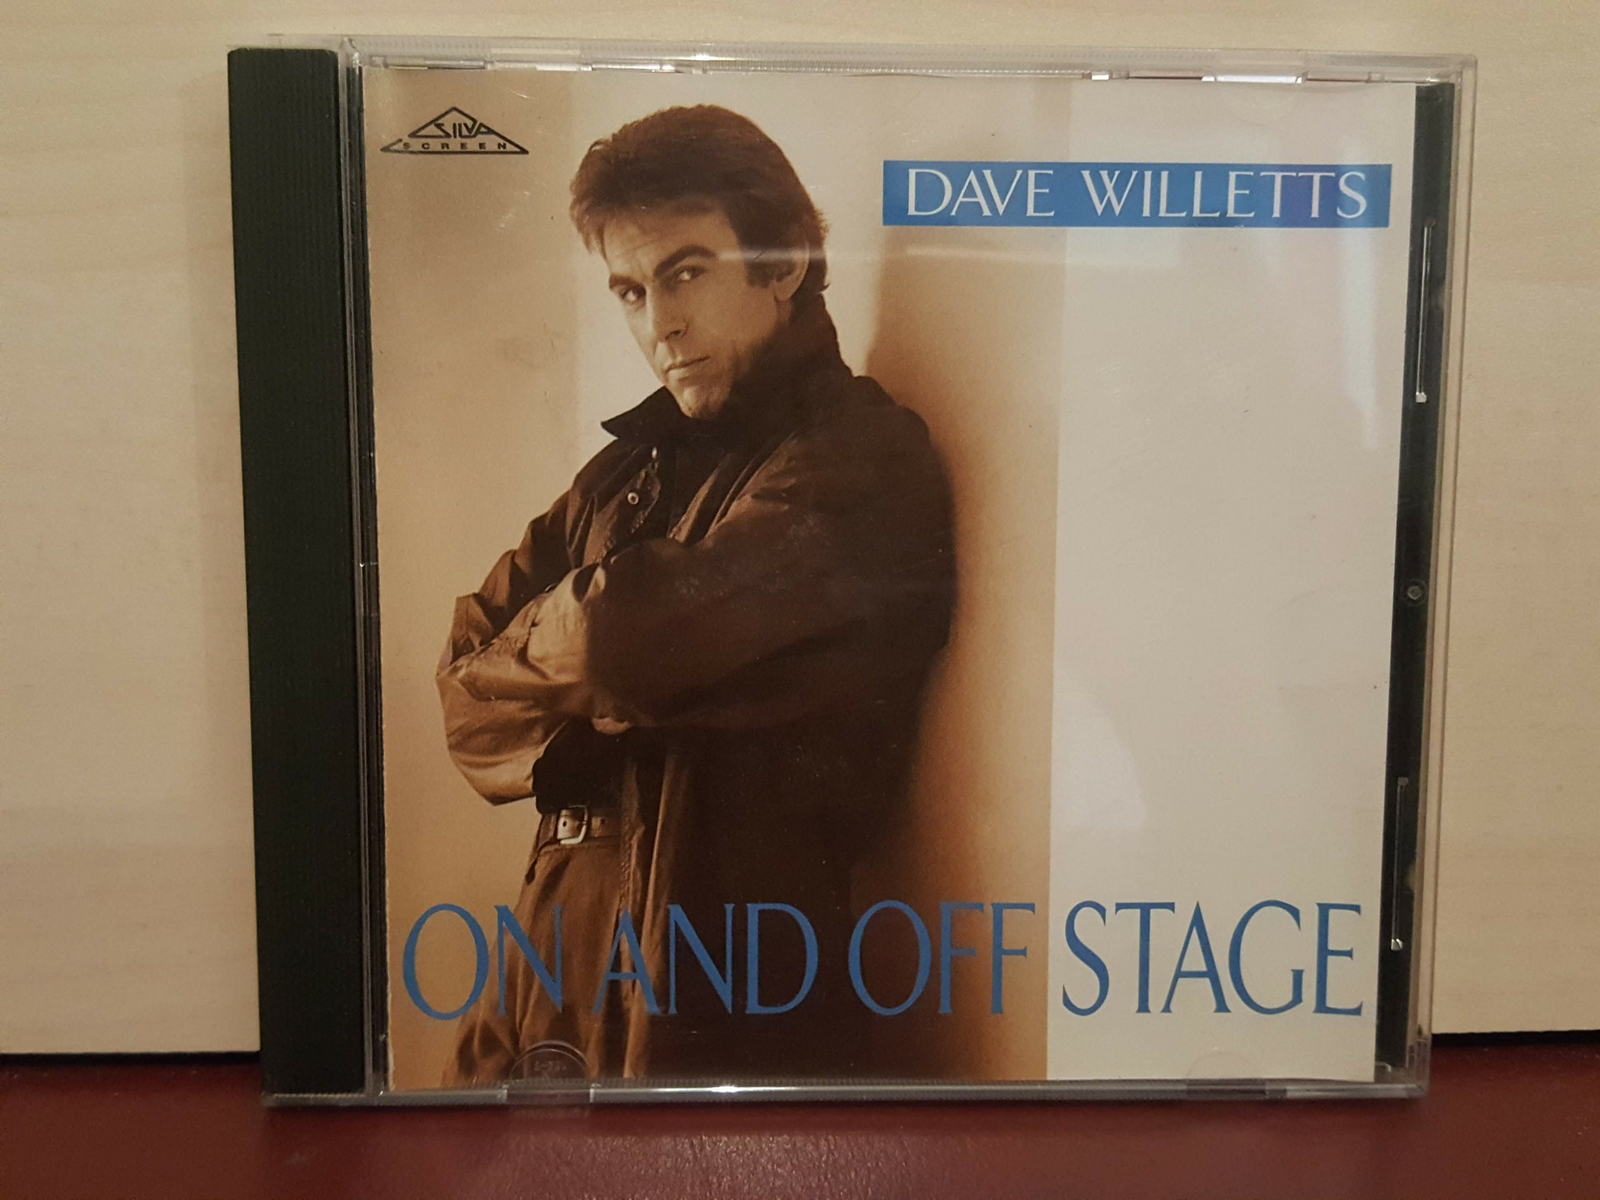 SILVA
SCREEN
DAVE WILLETTS
ON AND OFF STAGE